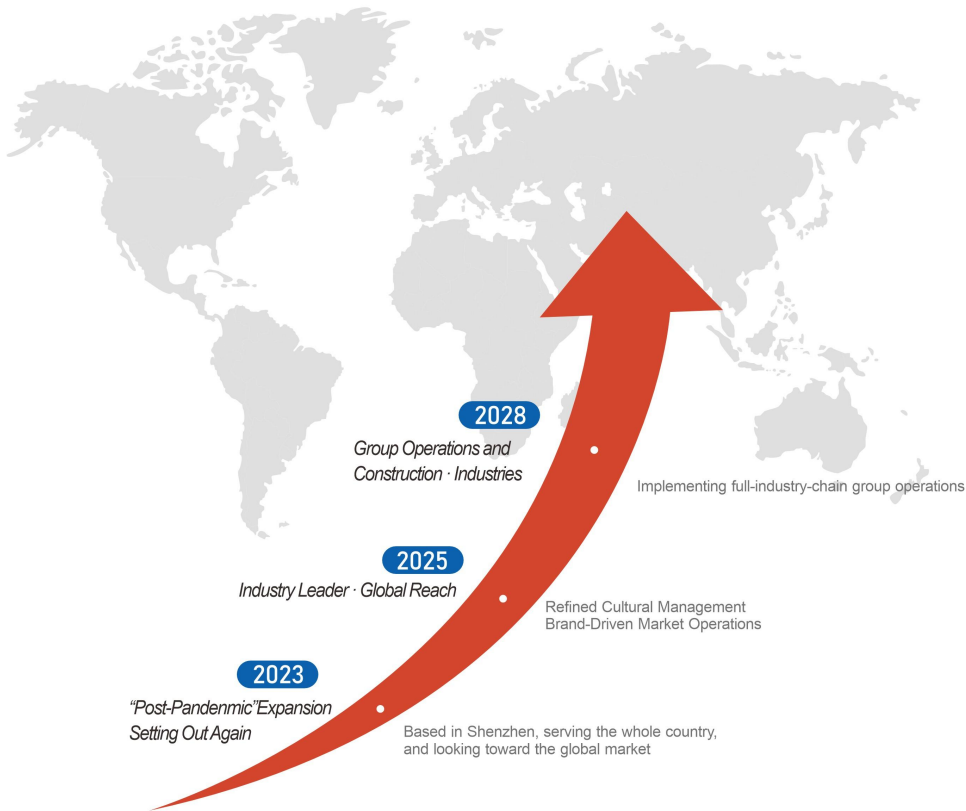 2028
Group Operations and
Construction · Industries
Implementing full-industry-chain group operations
2025
Industry Leader · Global Reach
Refined Cultural Management
Brand-Driven Market Operations
2023
“Post-Pandenmic”Expansion
Setting Out Again
Based in Shenzhen, serving the whole country,
and looking toward the global market